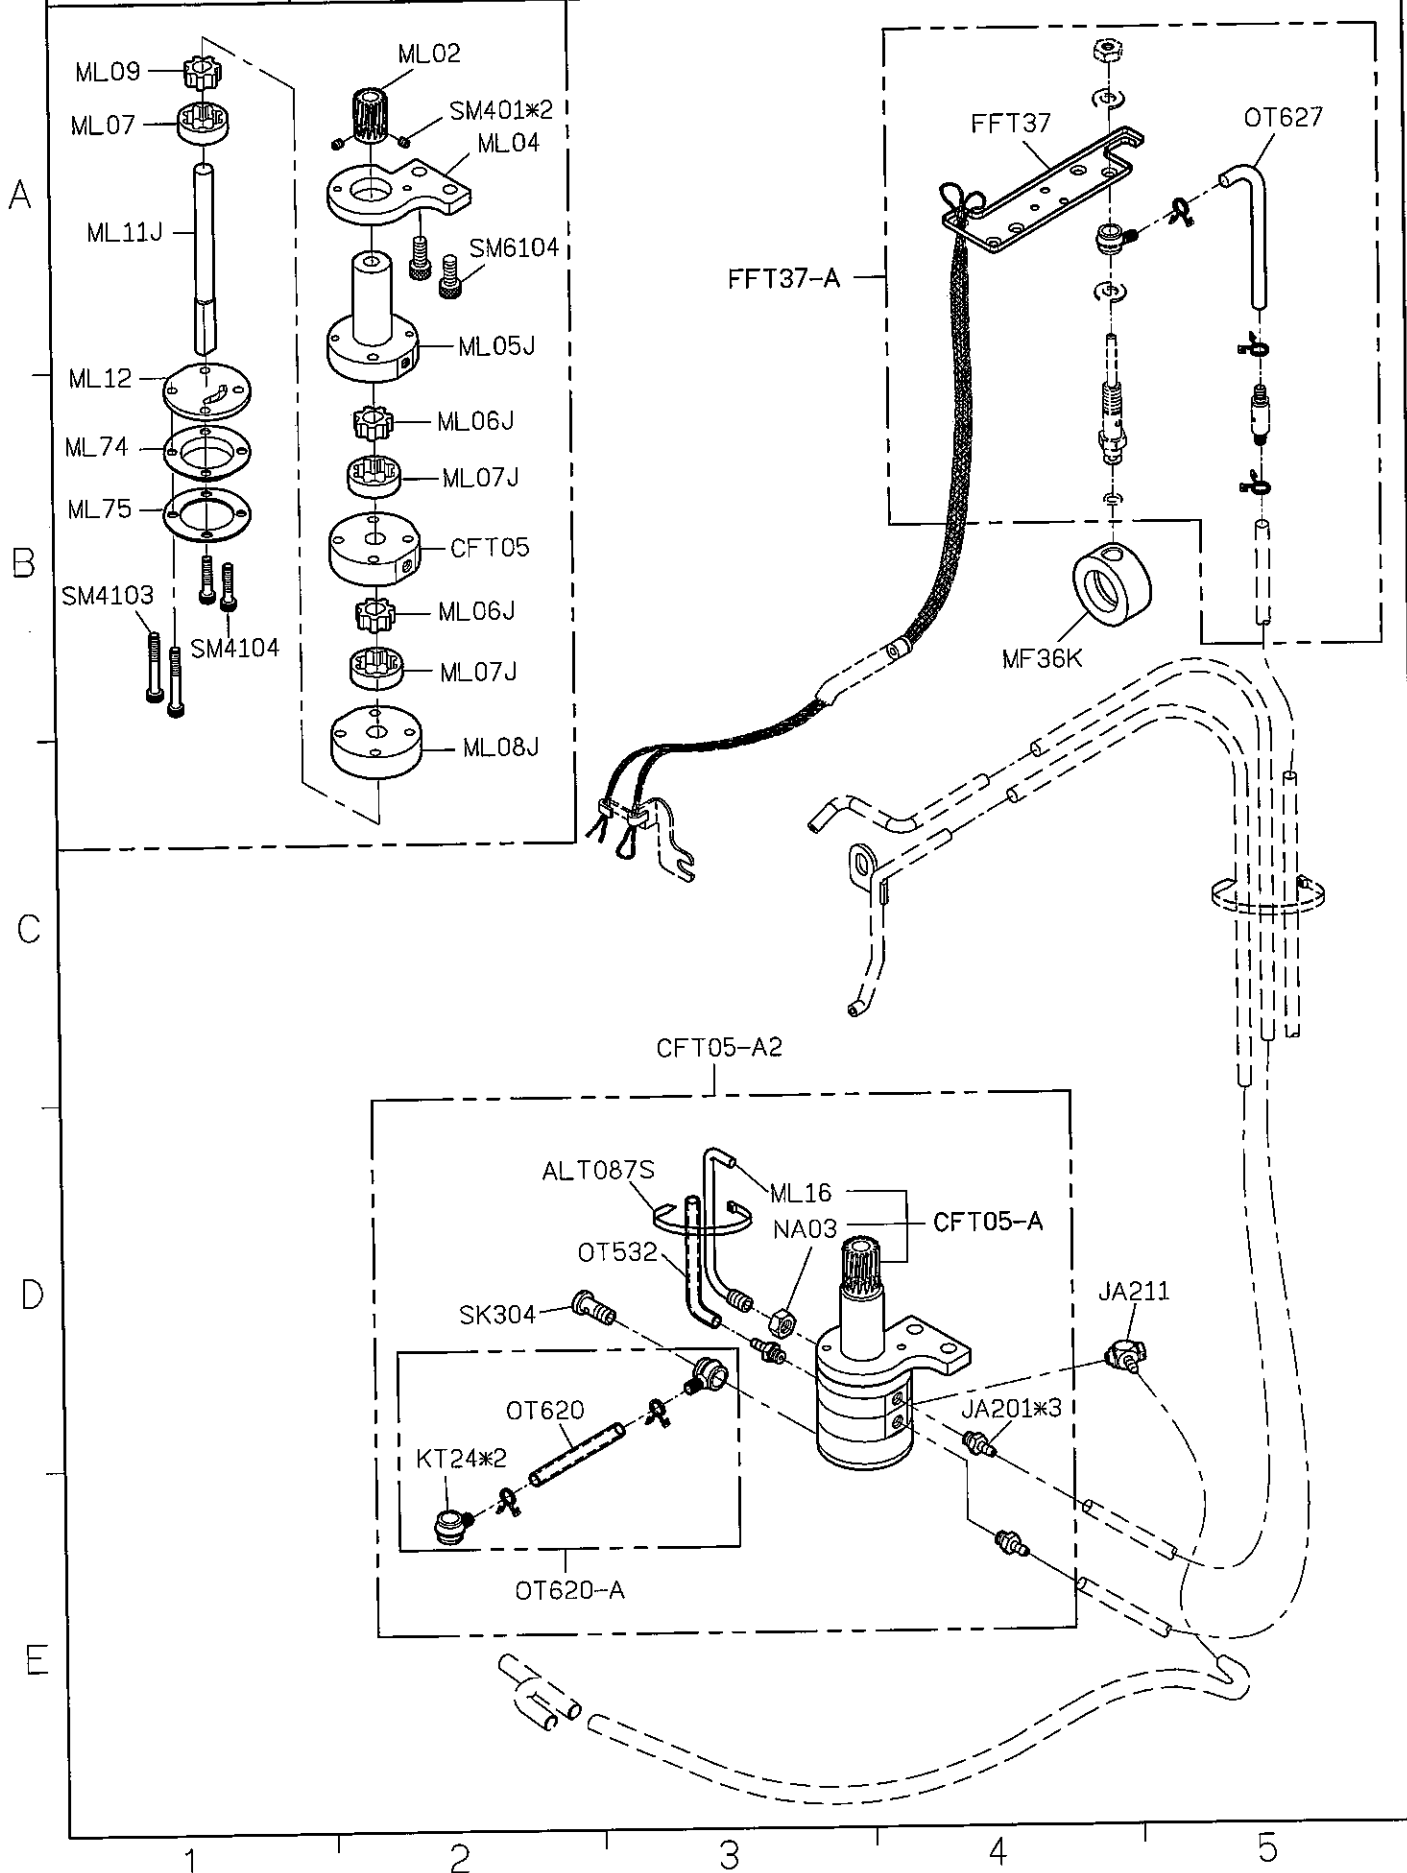 ML09
ML07
ML11J
ML12
ML74
ML75
SM4103
SM4104
ML02
SM401*2
ML04
SM6104
ML05J
ML06J
ML07J
CFT05
ML06J
ML07J
ML08J
FFT37
OT627
FFT37-A
MF36K
CFT05-A2
ALT087S
ML16
NA03
CFT05-A
OT532
SK304
JA211
OT620
JA201*3
KT24*2
OT620-A
A
B
C
D
E
1
2
3
4
5